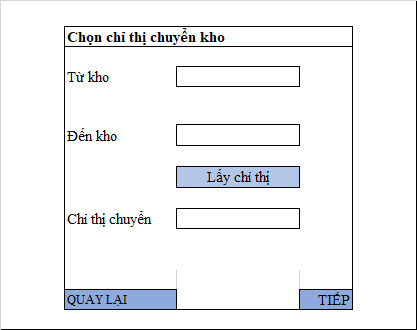 Chọn chỉ thị chuyển kho
Từ kho
Đến kho
Lấy chỉ thị
Chỉ thị chuyển
QUAY LẠI
TIẾP